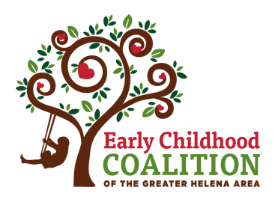 Early Childhood
COALITION
OF THE GREATER HELENA AREA